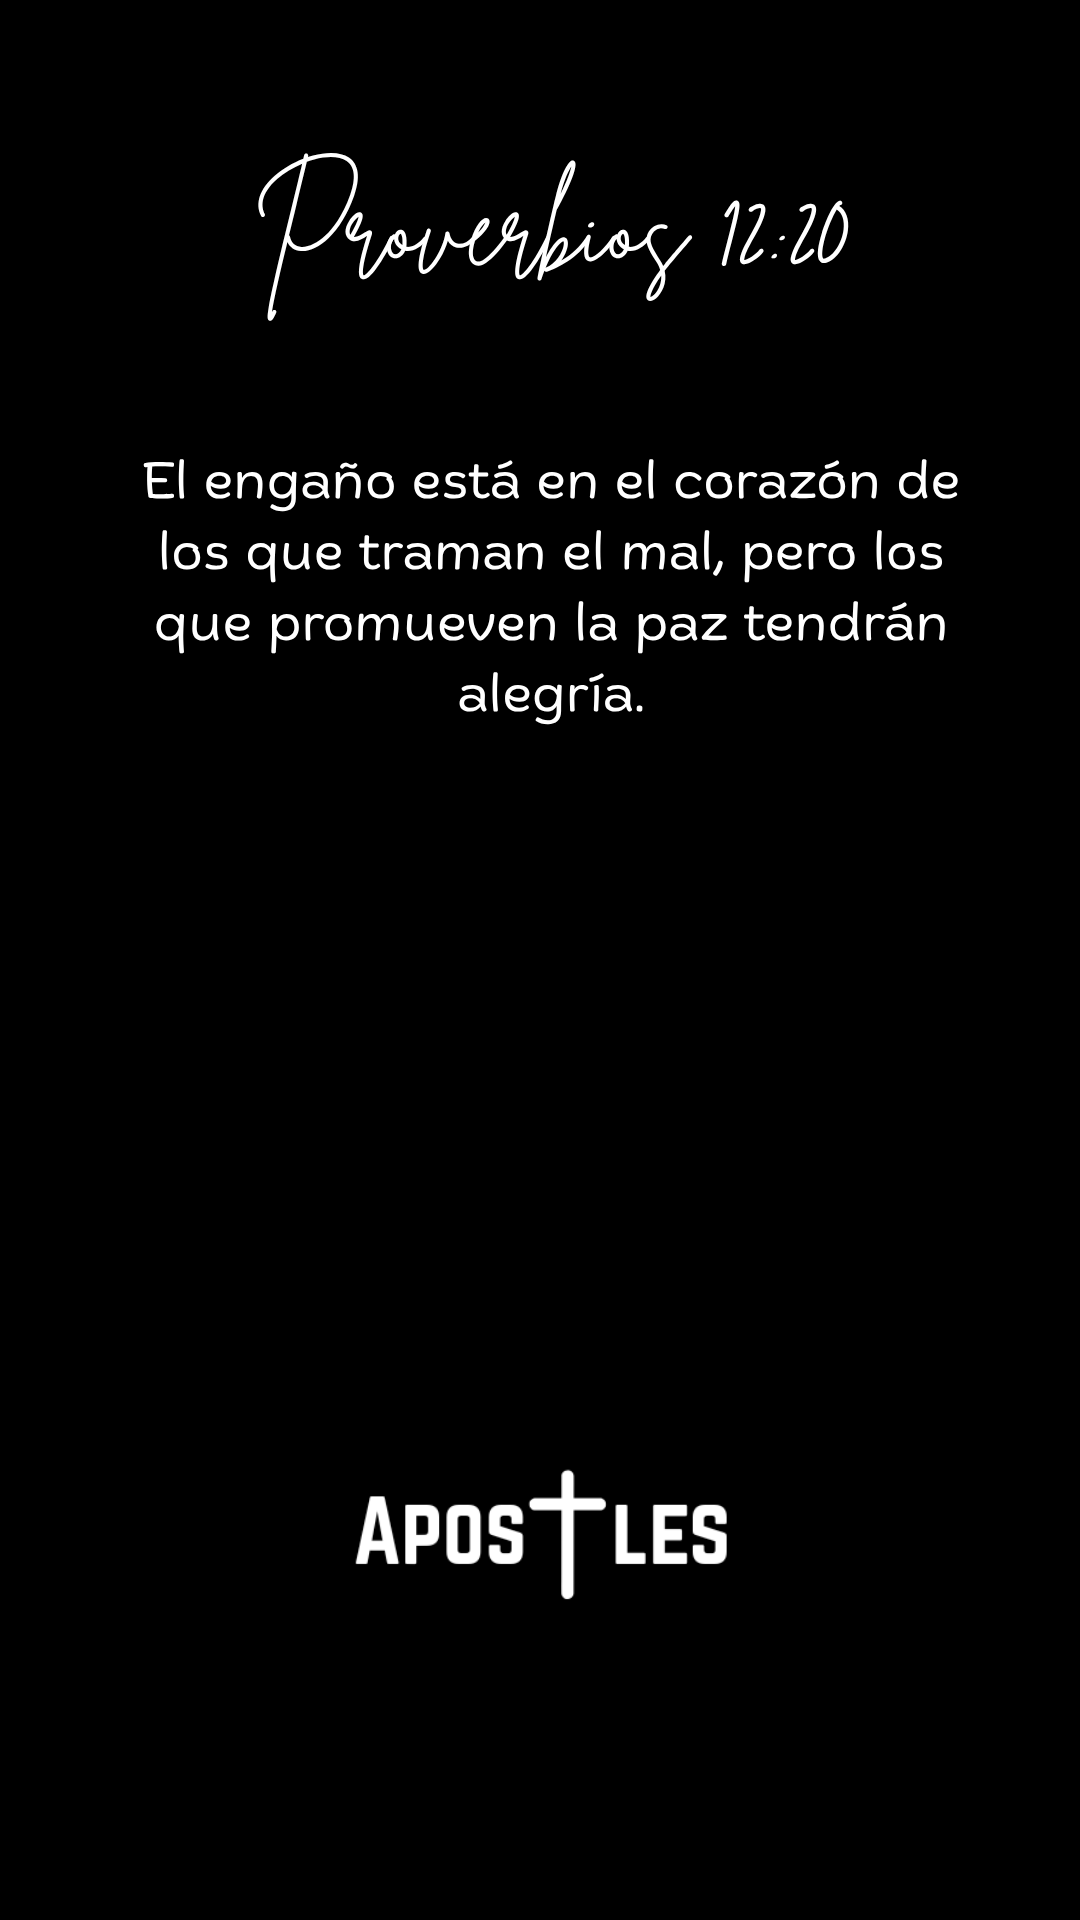 Proverbios 12:20
El engaño está en el corazón de
los que traman el mal, pero los
que promueven la paz tendrán
alegría.
APOSTLES